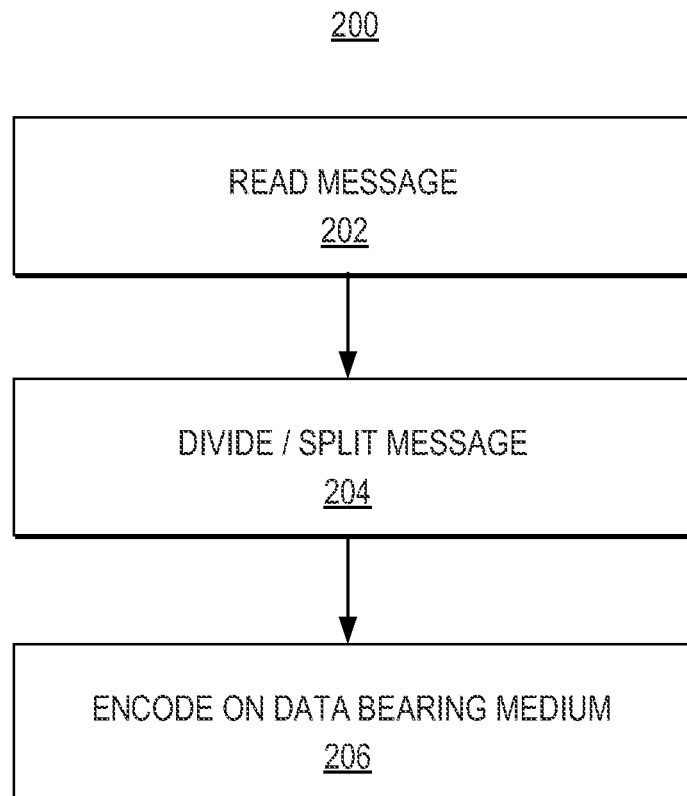 200
READ MESSAGE
202
DIVIDE / SPLIT MESSAGE
204
ENCODE ON DATA BEARING MEDIUM
206